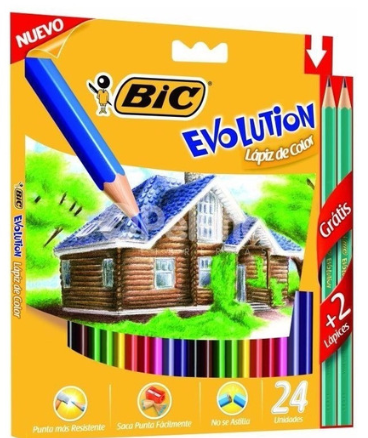 NUEVO
BiC
EVOLUTION
Lápiz de Color
BiC
EVOLUTION
Lápiz de Color
Grátis
+2
Lápices
EVOLUTION
Punta más Resistente
Saca Punta Fácilmente
No se Astilla
24
Unidades